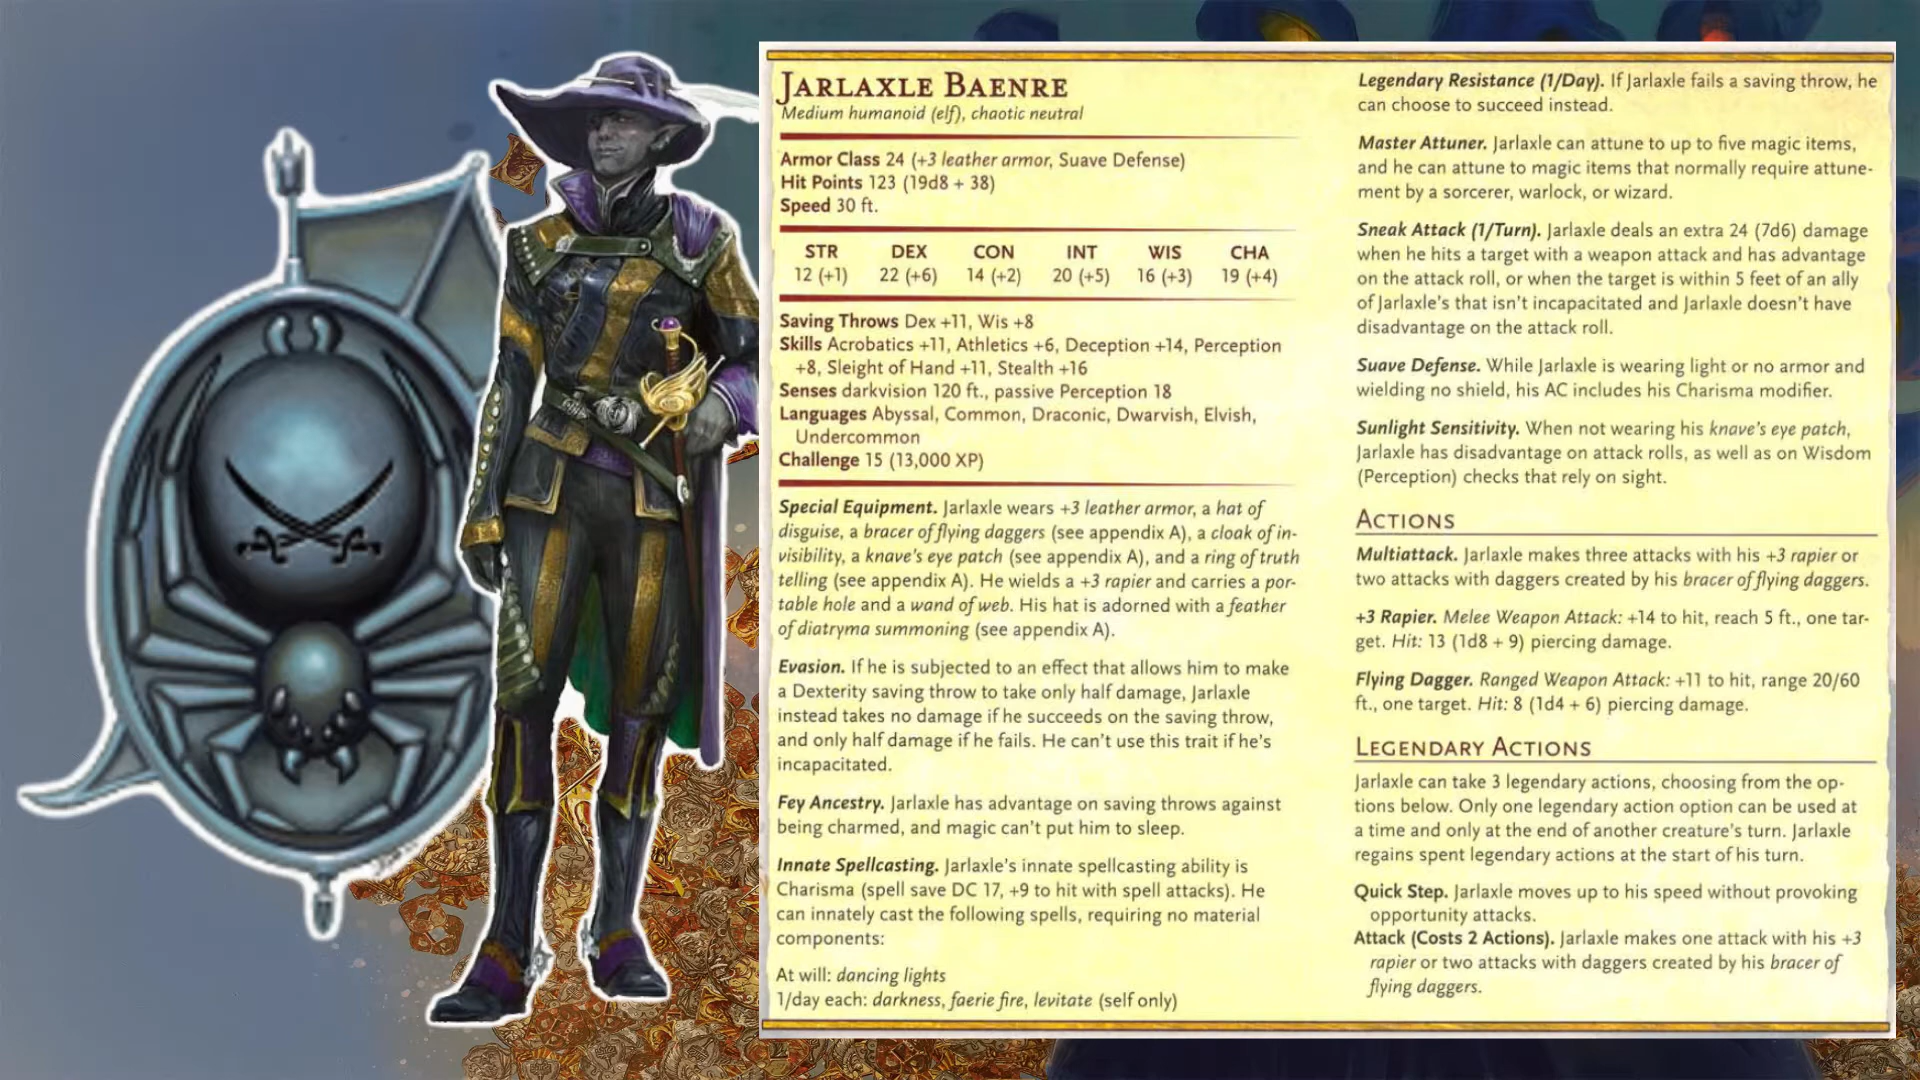 JARLAXLE BAENRE
Medium humanoid (elf), chaotic neutral
Armor Class 24 (+3 leather armor, Suave Defense)
Hit Points 123 (19d8 + 38)
Speed 30 ft.
STR DEX CON INT WIS CHA
12 (+1) 22 (+6) 14 (+2) 20 (+5) 16 (+3) 19 (+4)
Saving Throws Dex +11, Wis +8
Skills Acrobatics +11, Athletics +6, Deception +14, Perception
+8, Sleight of Hand +11, Stealth +16
Senses darkvision 120 ft., passive Perception 18
Languages Abyssal, Common, Draconic, Dwarvish, Elvish,
Undercommon
Challenge 15 (13,000 XP)
Special Equipment. Jarlaxle wears +3 leather armor, a hat of
disguise, a bracer of flying daggers (see appendix A), a cloak of in-
visibility, a knave's eye patch (see appendix A), and a ring of truth
telling (see appendix A). He wields a +3 rapier and carries a por-
table hole and a wand of web. His hat is adorned with a feather
of diatryma summoning (see appendix A).
Evasion. If he is subjected to an effect that allows him to make
a Dexterity saving throw to take only half damage, Jarlaxle
instead takes no damage if he succeeds on the saving throw,
and only half damage if he fails. He can't use this trait if he's
incapacitated.
Fey Ancestry. Jarlaxle has advantage on saving throws against
being charmed, and magic can't put him to sleep.
Innate Spellcasting. Jarlaxle's innate spellcasting ability is
Charisma (spell save DC 17, +9 to hit with spell attacks). He
can innately cast the following spells, requiring no material
components:
At will: dancing lights
1/day each: darkness, faerie fire, levitate (self only)
Legendary Resistance (1/Day). If Jarlaxle fails a saving throw, he
can choose to succeed instead.
Master Attuner. Jarlaxle can attune to up to five magic items,
and he can attune to magic items that normally require attune-
ment by a sorcerer, warlock, or wizard.
Sneak Attack (1/Turn). Jarlaxle deals an extra 24 (7d6) damage
when he hits a target with a weapon attack and has advantage
on the attack roll, or when the target is within 5 feet of an ally
of Jarlaxle's that isn't incapacitated and Jarlaxle doesn't have
disadvantage on the attack roll.
Suave Defense. While Jarlaxle is wearing light or no armor and
wielding no shield, his AC includes his Charisma modifier.
Sunlight Sensitivity. When not wearing his knave's eye patch,
Jarlaxle has disadvantage on attack rolls, as well as on Wisdom
(Perception) checks that rely on sight.
ACTIONS
Multiattack. Jarlaxle makes three attacks with his +3 rapier or
two attacks with daggers created by his bracer of flying daggers.
+3 Rapier. Melee Weapon Attack: +14 to hit, reach 5 ft., one tar-
get. Hit: 13 (1d8 + 9) piercing damage.
Flying Dagger. Ranged Weapon Attack: +11 to hit, range 20/60
ft., one target. Hit: 8 (1d4 + 6) piercing damage.
LEGENDARY ACTIONS
Jarlaxle can take 3 legendary actions, choosing from the op-
tions below. Only one legendary action option can be used at
a time and only at the end of another creature's turn. Jarlaxle
regains spent legendary actions at the start of his turn.
Quick Step. Jarlaxle moves up to his speed without provoking
opportunity attacks.
Attack (Costs 2 Actions). Jarlaxle makes one attack with his +3
rapier or two attacks with daggers created by his bracer of
flying daggers.